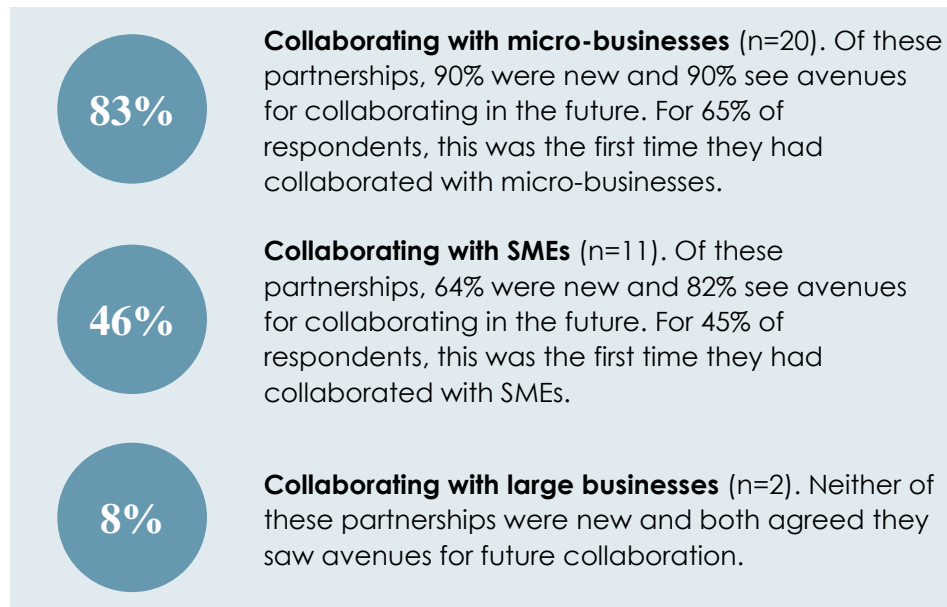 83%
Collaborating with micro-businesses (n=20). Of these
partnerships, 90% were new and 90% see avenues
for collaborating in the future. For 65% of
respondents, this was the first time they had
collaborated with micro-businesses.
46%
Collaborating with SMEs (n=11). Of these
partnerships, 64% were new and 82% see avenues
for collaborating in the future. For 45% of
respondents, this was the first time they had
collaborated with SMEs.
8%
Collaborating with large businesses (n=2). Neither of
these partnerships were new and both agreed they
saw avenues for future collaboration.